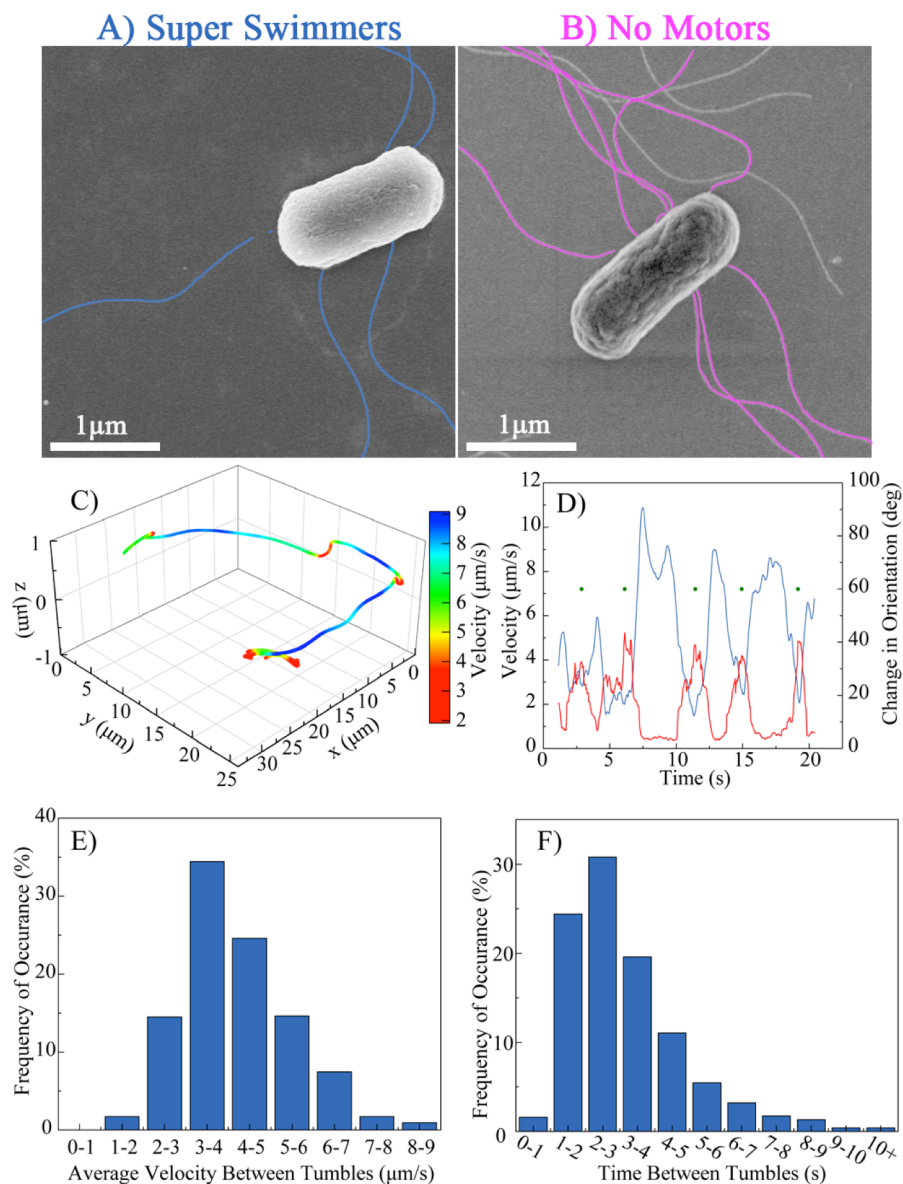 A) Super Swimmers
B) No Motors
1µm
1µm
C)
1
0
-1
z (µm)
0
5
10
15
20
25
y (µm)
30
25
20
15
10
5
0
x (µm)
9
8
7
6
5
4
3
2
Velocity (µm/s)
D)
12
10
8
6
4
2
0
Velocity (µm/s)
100
80
60
40
20
0
Change in Orientation (deg)
0 5 10 15 20
Time (s)
E)
40
30
20
10
0
Frequency of Occurance (%)
0-1 1-2 2-3 3-4 4-5 5-6 6-7 7-8 8-9
Average Velocity Between Tumbles (µm/s)
F)
30
20
10
0
Frequency of Occurance (%)
0-1 1-2 2-3 3-4 4-5 5-6 6-7 7-8 8-9 9-10 10+
Time Between Tumbles (s)